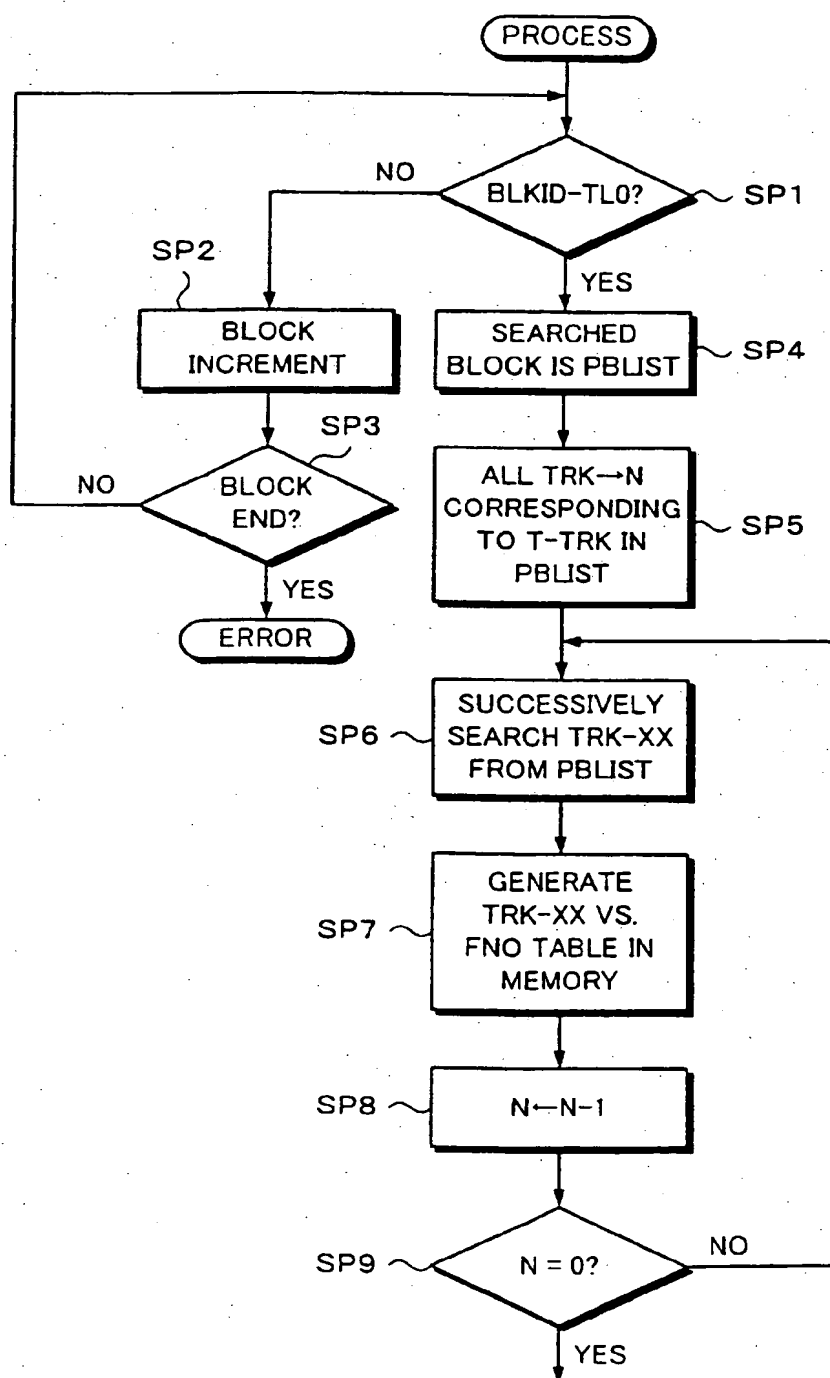 PROCESS
NO
BLKID-TL0?
SP1
SP2
YES
BLOCK
INCREMENT
SEARCHED
BLOCK IS PBLIST
SP4
SP3
NO
BLOCK
END?
ALL TRK→N
CORRESPONDING
TO T-TRK IN
PBLIST
SP5
YES
ERROR
SP6
SUCCESSIVELY
SEARCH TRK-XX
FROM PBLIST
SP7
GENERATE
TRK-XX VS.
FNO TABLE IN
MEMORY
SP8
N←N-1
SP9
N = 0?
NO
YES